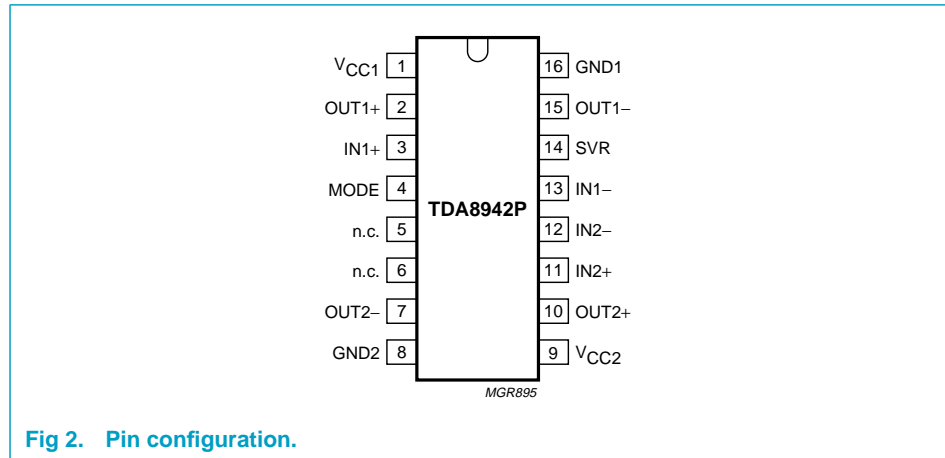 VCC1 1 16 GND1
OUT1+ 2 15 OUT1−
IN1+ 3 14 SVR
MODE 4 13 IN1−
TDA8942P
n.c. 5 12 IN2−
n.c. 6 11 IN2+
OUT2− 7 10 OUT2+
GND2 8 9 VCC2
MGR895
Fig 2. Pin configuration.